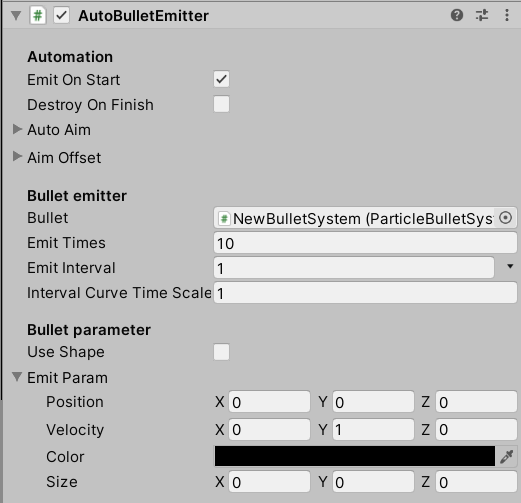 AutoBulletEmitter
Automation
Emit On Start
Destroy On Finish
Auto Aim
Aim Offset
Bullet emitter
Bullet # NewBulletSystem (ParticleBulletSys
Emit Times 10
Emit Interval 1
Interval Curve Time Scale 1
Bullet parameter
Use Shape
Emit Param
Position X 0 Y 0 Z 0
Velocity X 0 Y 1 Z 0
Color
Size X 0 Y 0 Z 0